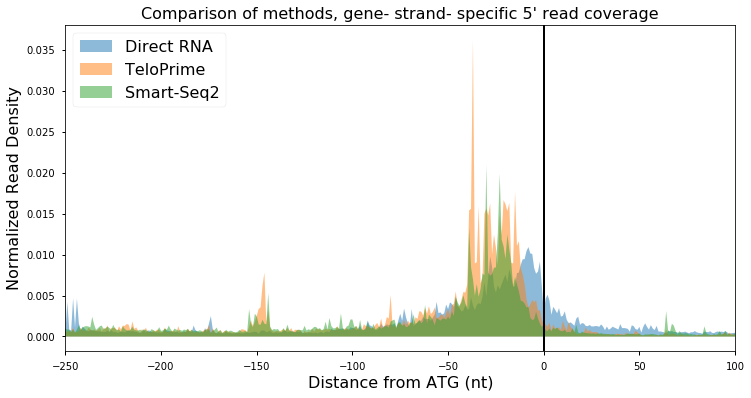 Comparison of methods, gene- strand- specific 5' read coverage
Direct RNA
TeloPrime
Smart-Seq2
Normalized Read Density
0.035
0.030
0.025
0.020
0.015
0.010
0.005
0.000
−250 −200 −150 −100 −50 0 50 100
Distance from ATG (nt)